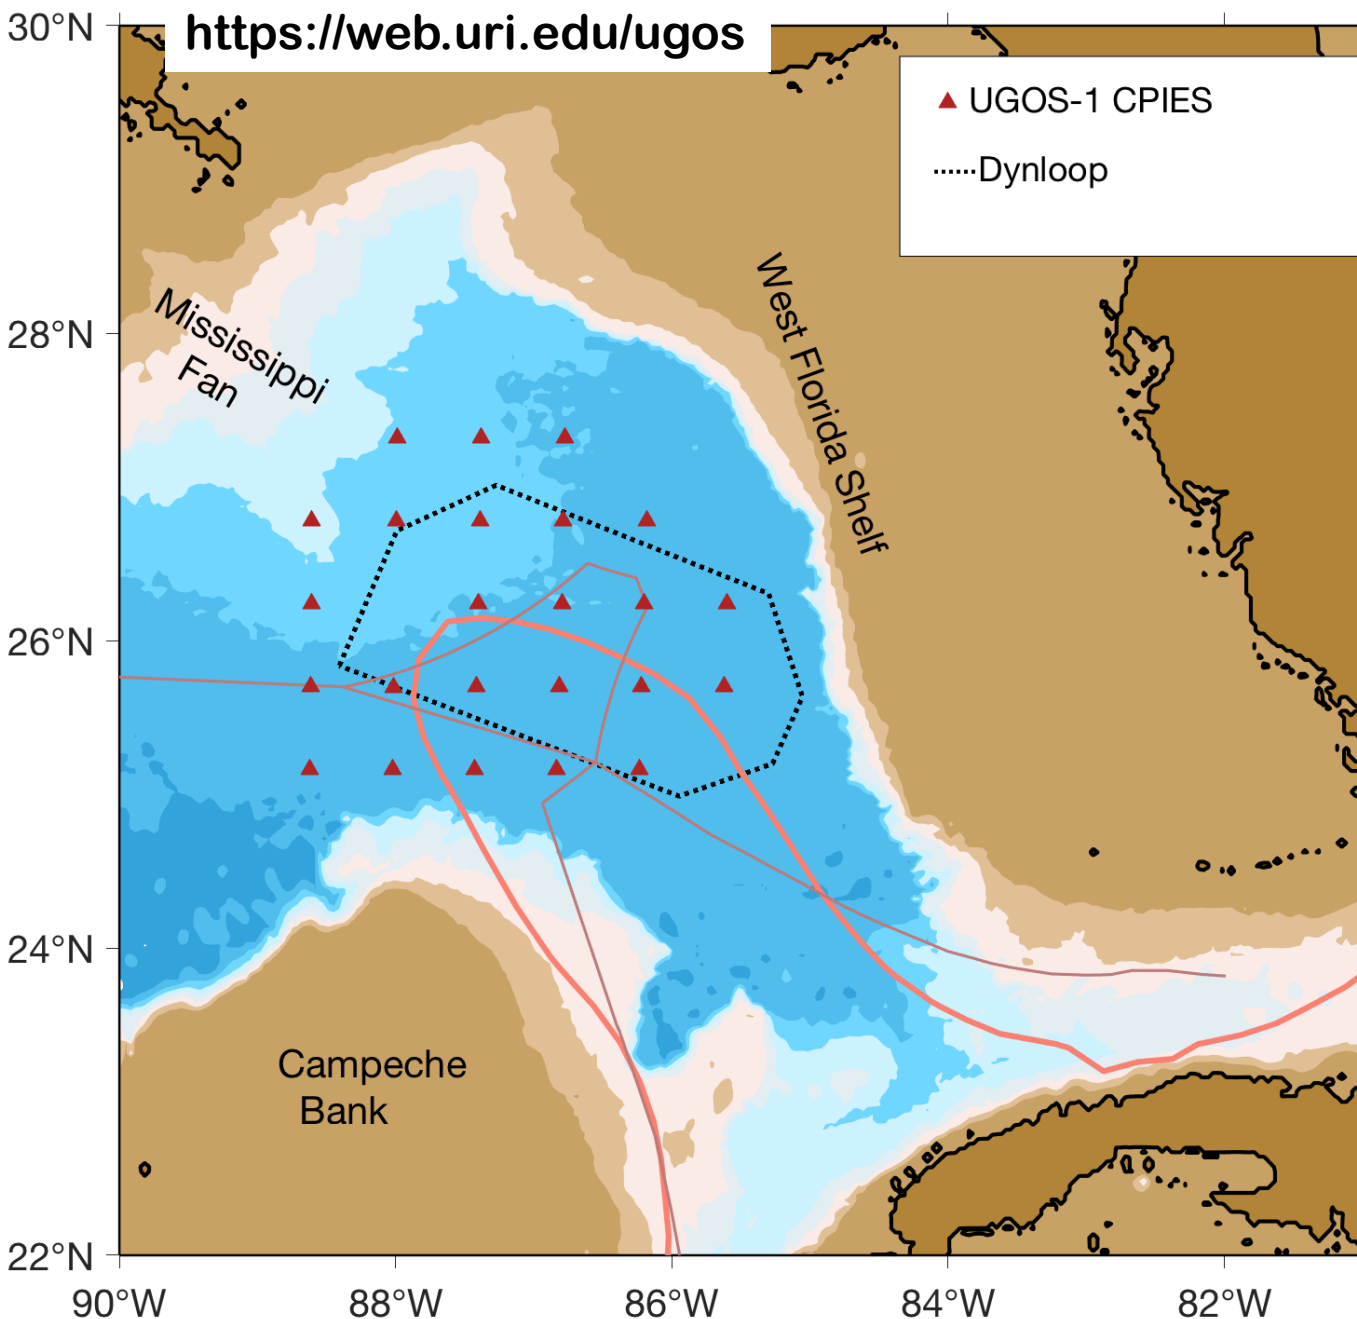 https://web.uri.edu/ugos
30°N
UGOS-1 CPIES
Dynloop
28°N
Mississippi
Fan
West Florida Shelf
26°N
24°N
Campeche
Bank
22°N
90°W 88°W 86°W 84°W 82°W